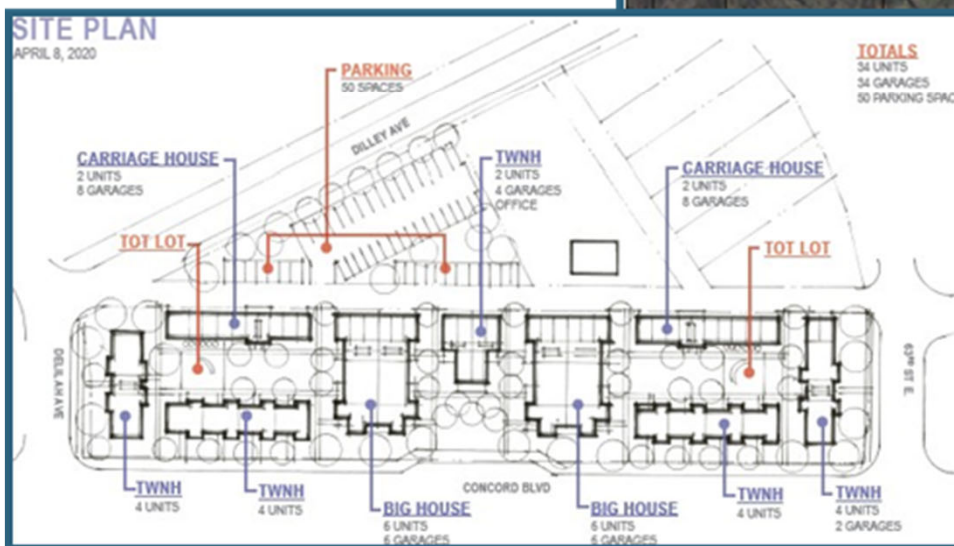 SITE PLAN
APRIL 8, 2020
PARKING
50 SPACES
TOTALS
34 UNITS
34 GARAGES
50 PARKING SPAC
DILLEY AVE
CARRIAGE HOUSE
2 UNITS
8 GARAGES
TWNH
2 UNITS
4 GARAGES
OFFICE
CARRIAGE HOUSE
2 UNITS
8 GARAGES
TOT LOT
TOT LOT
DELILAH AVE
63RD ST E.
CONCORD BLVD
TWNH
4 UNITS
TWNH
4 UNITS
BIG HOUSE
6 UNITS
6 GARAGES
BIG HOUSE
6 UNITS
6 GARAGES
TWNH
4 UNITS
TWNH
4 UNITS
2 GARAGES